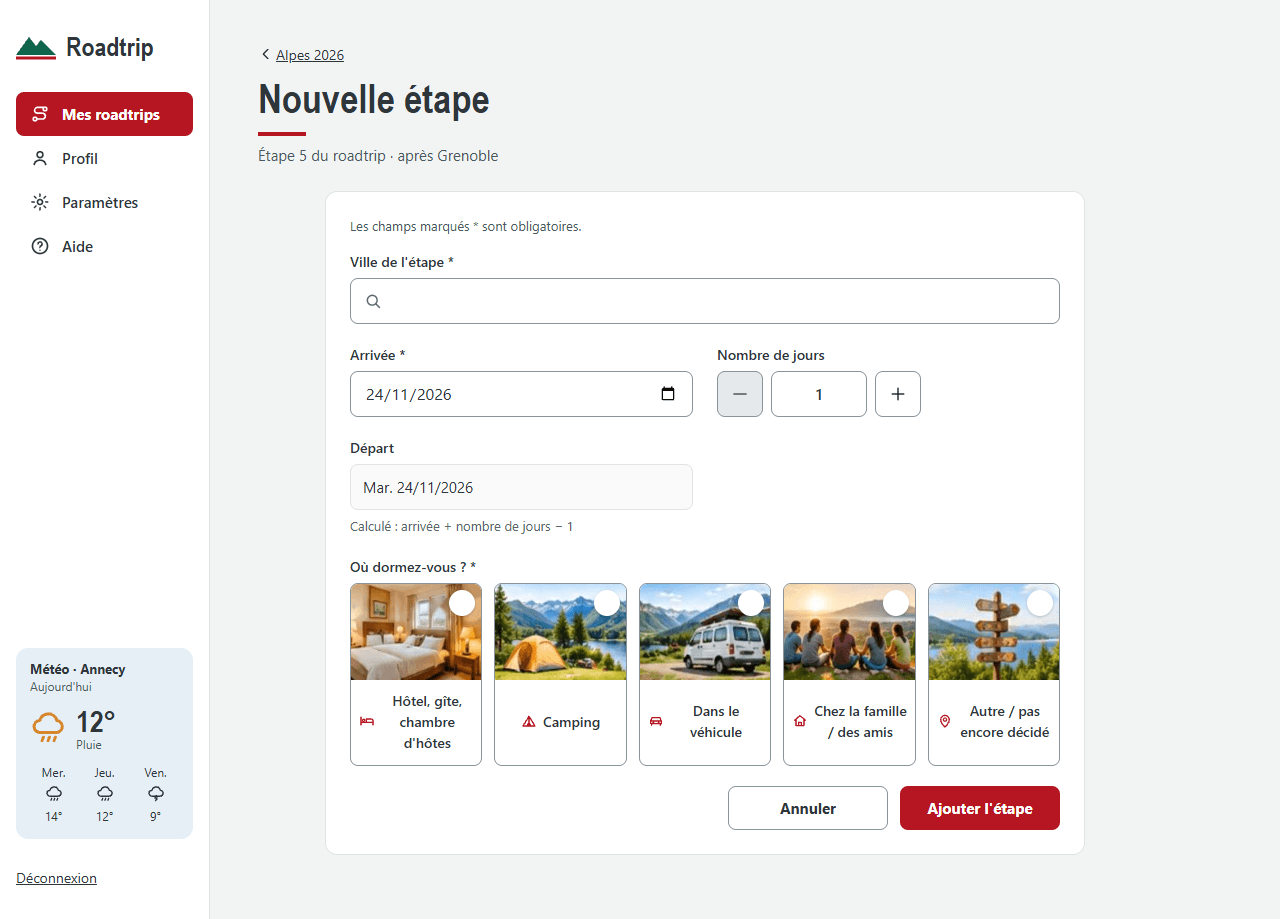 Roadtrip
Mes roadtrips
Profil
Paramètres
Aide
Météo · Annecy
Aujourd'hui
12°
Pluie
Mer. Jeu. Ven.
14° 12° 9°
Déconnexion
Alpes 2026
Nouvelle étape
Étape 5 du roadtrip · après Grenoble
Les champs marqués * sont obligatoires.
Ville de l'étape *
Arrivée * Nombre de jours
24/11/2026 1
Départ
Mar. 24/11/2026
Calculé : arrivée + nombre de jours − 1
Où dormez-vous ? *
Hôtel, gîte,
chambre
d'hôtes
Camping
Dans le
véhicule
Chez la famille
/ des amis
Autre / pas
encore décidé
Annuler
Ajouter l'étape